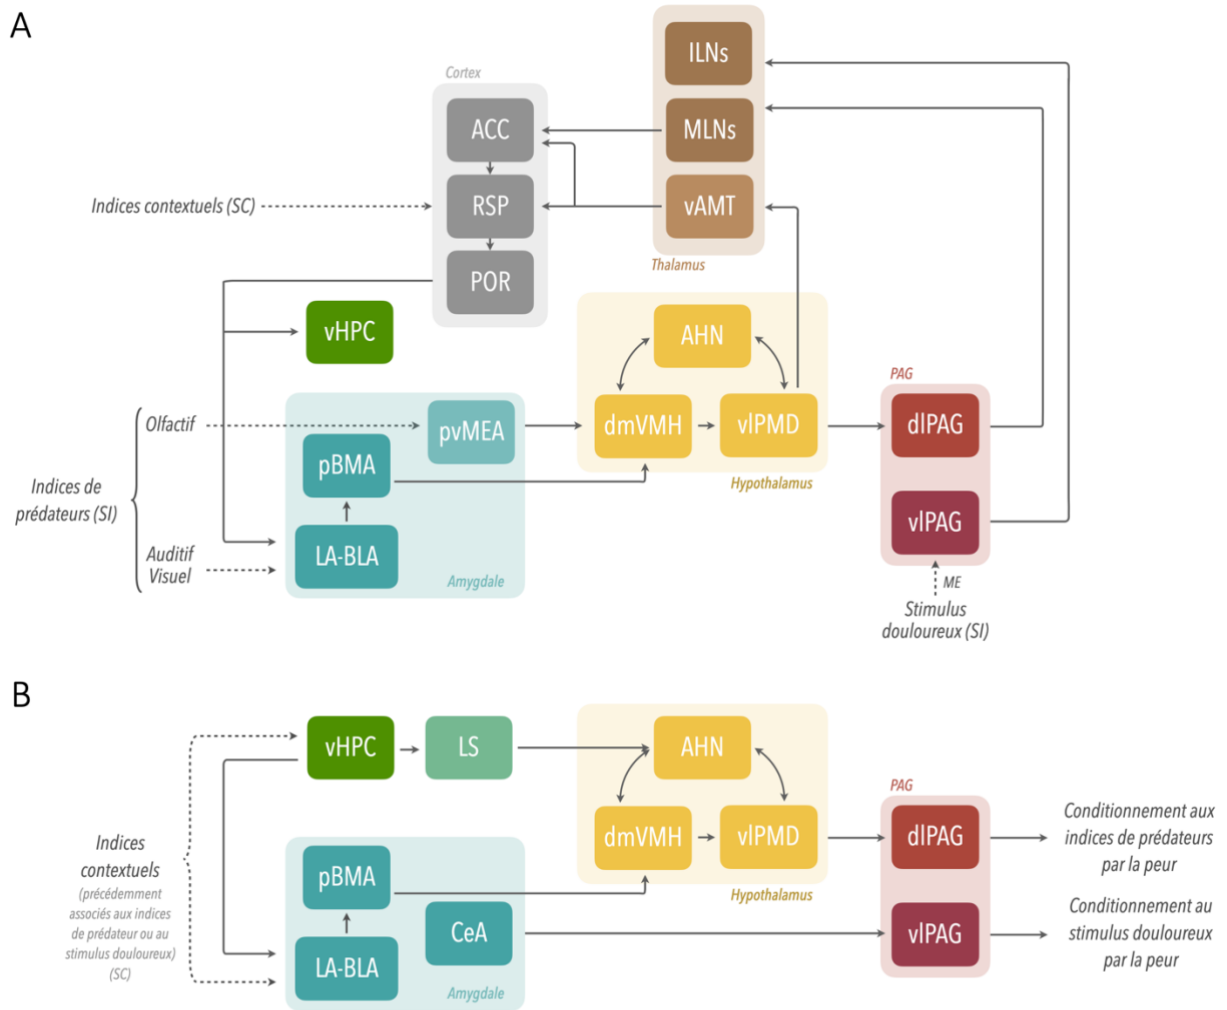 A
ILNs
Cortex
ACC
MLNs
Indices contextuels (SC)
RSP
vAMT
Thalamus
POR
vHPC
AHN
PAG
Olfactif
pvMEA
dmVMH
vlPMD
dlPAG
pBMA
Hypothalamus
Indices de
prédateurs (SI)
vlPAG
Auditif
Visuel
LA-BLA
Amygdale
ME
Stimulus
douloureux (SI)
B
vHPC
LS
AHN
PAG
Indices
contextuels
(précédemment
associés aux indices
de prédateur ou au
stimulus douloureux)
(SC)
dmVMH
vlPMD
dlPAG
Conditionnement aux
indices de prédateurs
par la peur
pBMA
Hypothalamus
CeA
vlPAG
Conditionnement au
stimulus douloureux
par la peur
LA-BLA
Amygdale